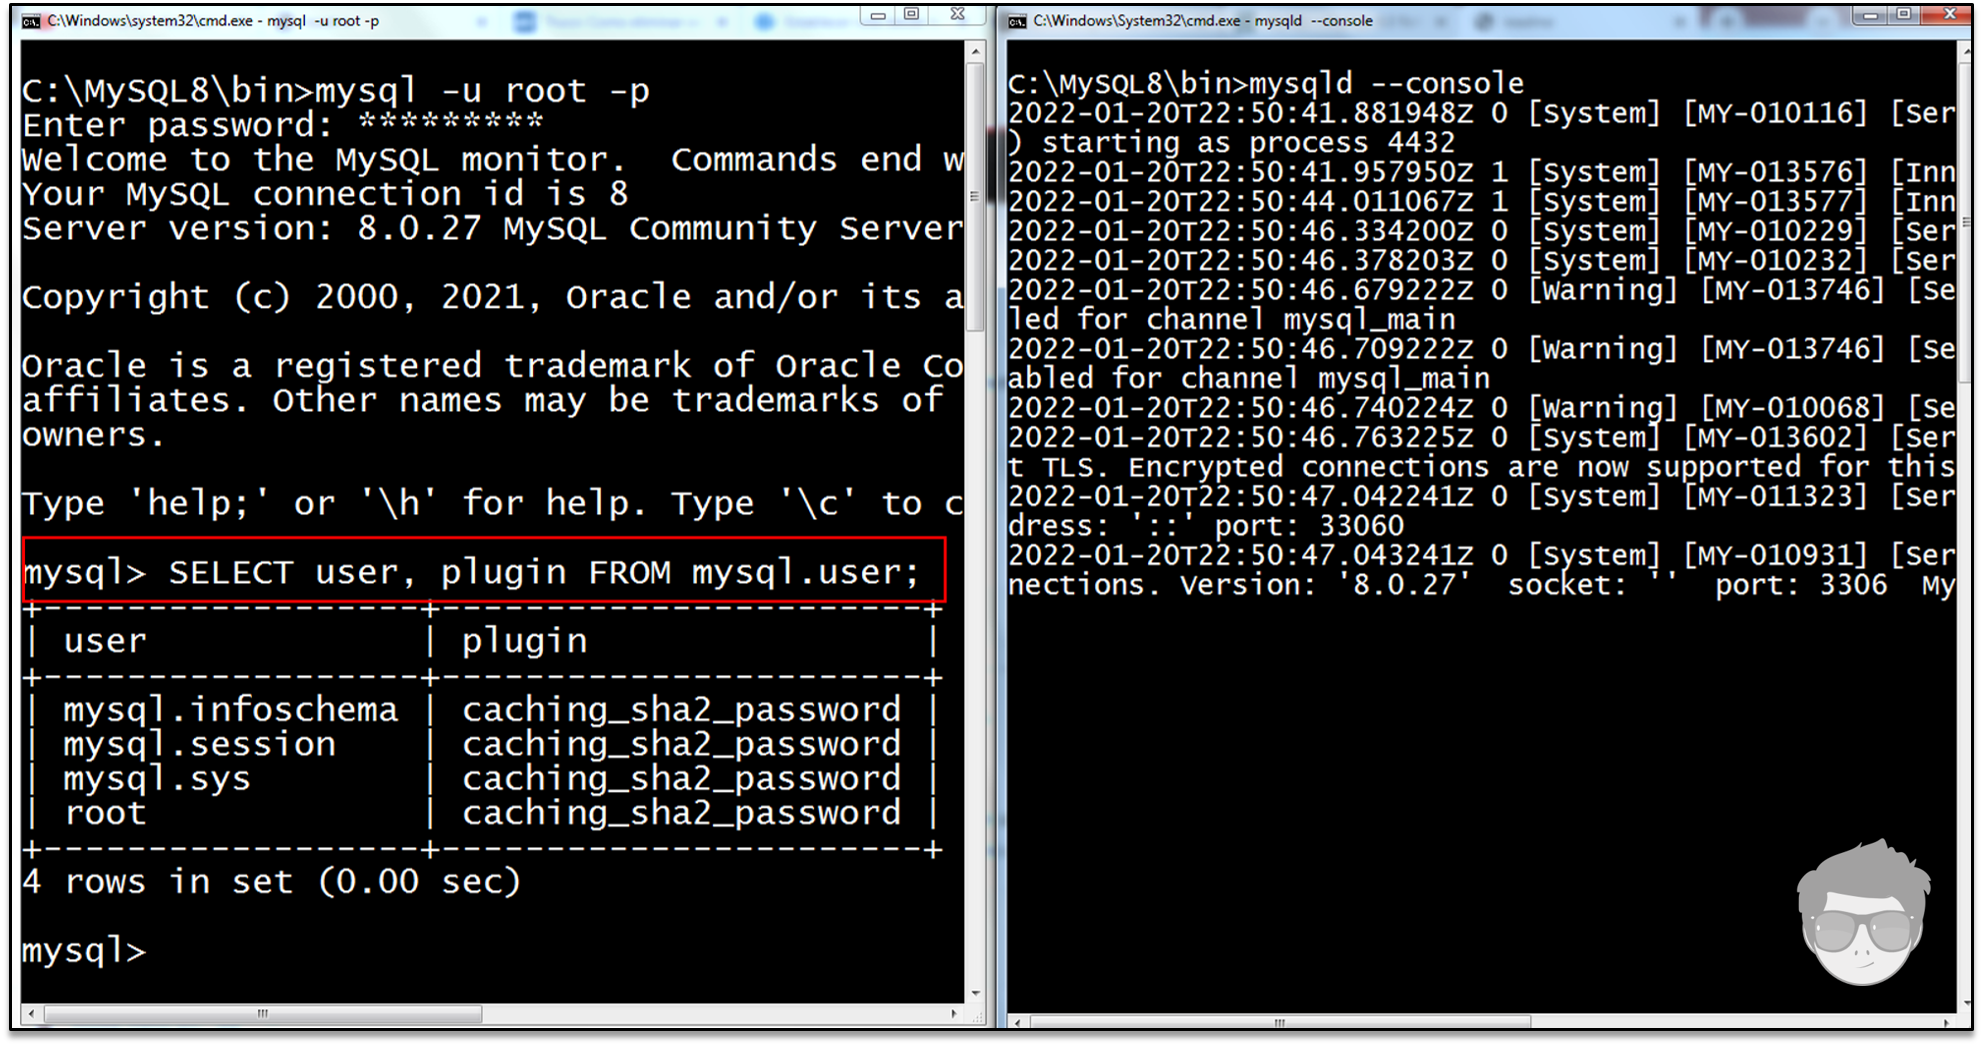 C:\Windows\system32\cmd.exe - mysql -u root -p
C:\MySQL8\bin>mysql -u root -p
Enter password: *********
Welcome to the MySQL monitor.  Commands end w
Your MySQL connection id is 8
Server version: 8.0.27 MySQL Community Server
Copyright (c) 2000, 2021, Oracle and/or its a
Oracle is a registered trademark of Oracle Co
affiliates. Other names may be trademarks of
owners.
Type 'help;' or '\h' for help. Type '\c' to c
mysql> SELECT user, plugin FROM mysql.user;
+------------------+-----------------------+
| user             | plugin                |
+------------------+-----------------------+
| mysql.infoschema | caching_sha2_password |
| mysql.session    | caching_sha2_password |
| mysql.sys        | caching_sha2_password |
| root             | caching_sha2_password |
+------------------+-----------------------+
4 rows in set (0.00 sec)
mysql>
C:\Windows\System32\cmd.exe - mysqld --console
C:\MySQL8\bin>mysqld --console
2022-01-20T22:50:41.881948Z 0 [System] [MY-010116] [Ser
) starting as process 4432
2022-01-20T22:50:41.957950Z 1 [System] [MY-013576] [Inn
2022-01-20T22:50:44.011067Z 1 [System] [MY-013577] [Inn
2022-01-20T22:50:46.334200Z 0 [System] [MY-010229] [Ser
2022-01-20T22:50:46.378203Z 0 [System] [MY-010232] [Ser
2022-01-20T22:50:46.679222Z 0 [Warning] [MY-013746] [Se
led for channel mysql_main
2022-01-20T22:50:46.709222Z 0 [Warning] [MY-013746] [Se
abled for channel mysql_main
2022-01-20T22:50:46.740224Z 0 [Warning] [MY-010068] [Se
2022-01-20T22:50:46.763225Z 0 [System] [MY-013602] [Ser
t TLS. Encrypted connections are now supported for this
2022-01-20T22:50:47.042241Z 0 [System] [MY-011323] [Ser
dress: '::' port: 33060
2022-01-20T22:50:47.043241Z 0 [System] [MY-010931] [Ser
nections. Version: '8.0.27'  socket: ''  port: 3306  My